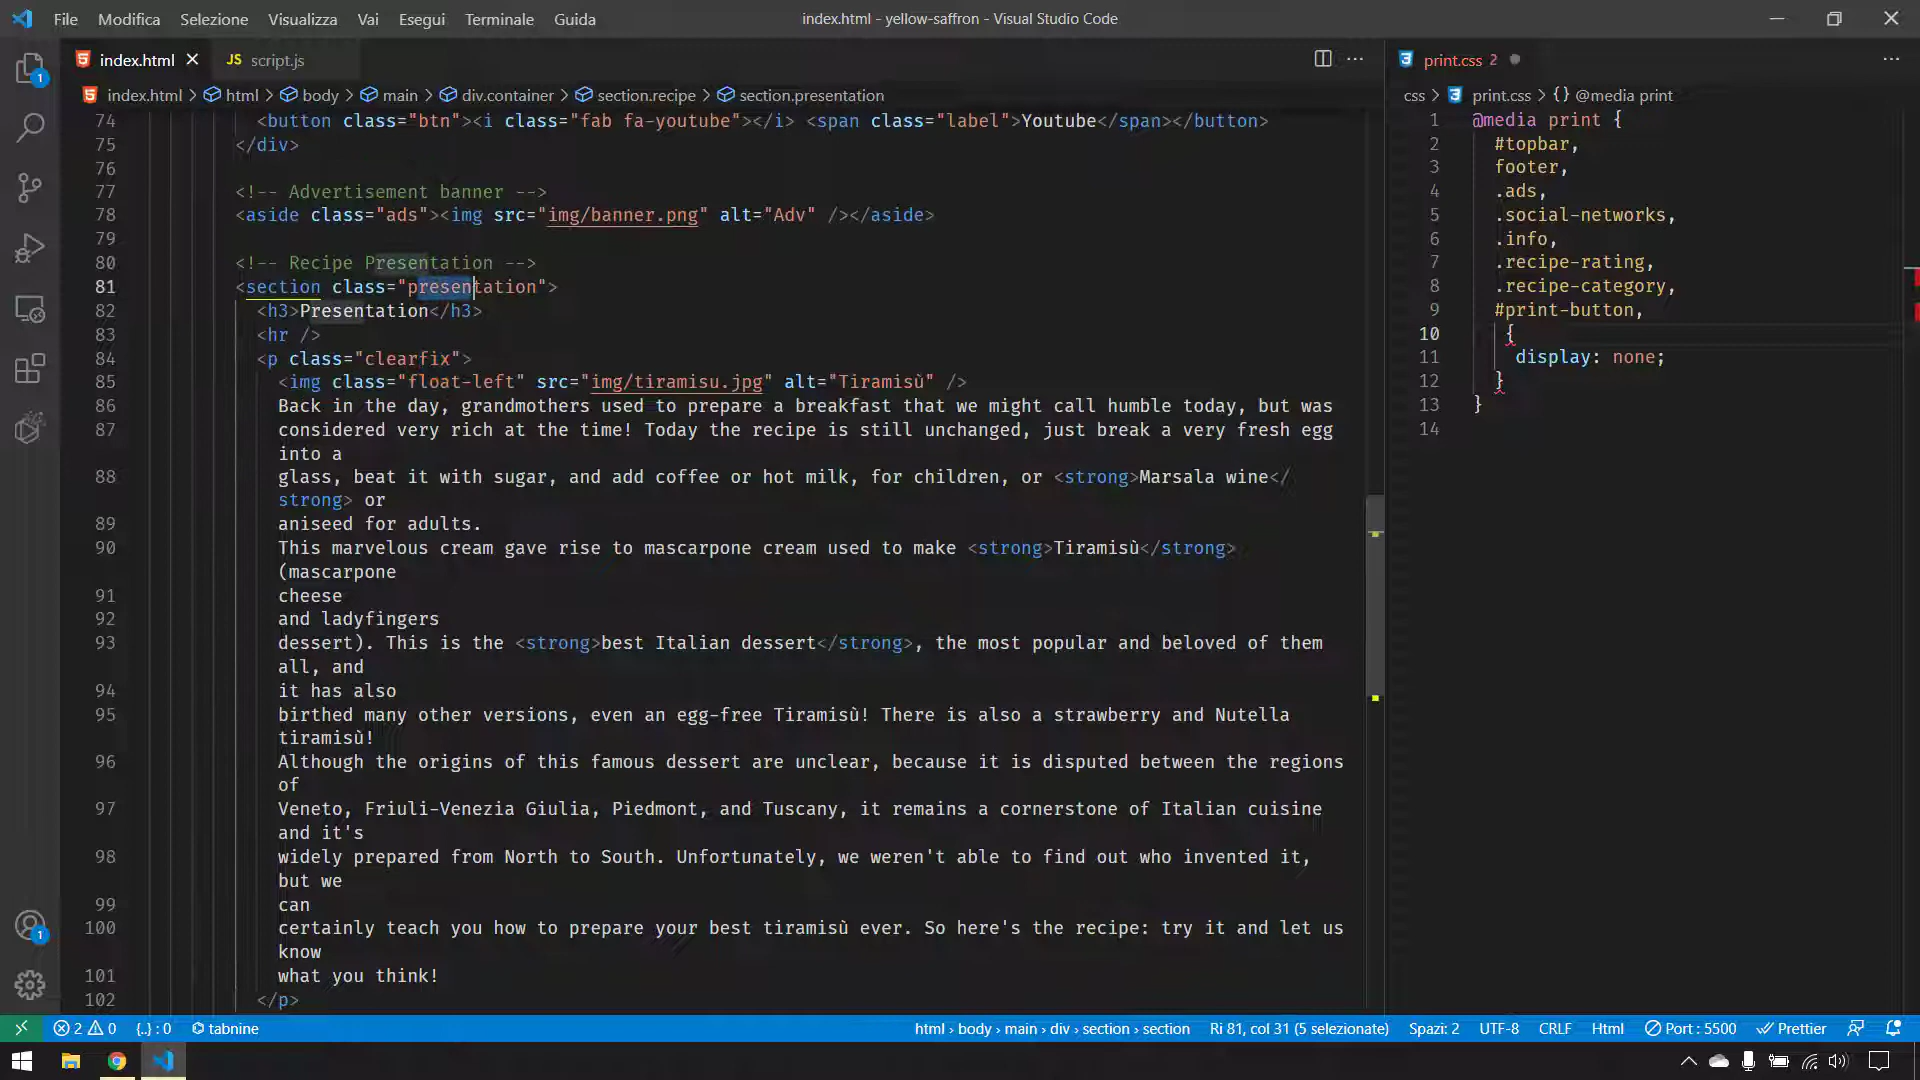 File Modifica Selezione Visualizza Vai Esegui Terminale Guida
index.html - yellow-saffron - Visual Studio Code
index.html
JS script.js
print.css 2
index.html > html > body > main > div.container > section.recipe > section.presentation
css > print.css > {} @media print
74 <button class="btn"><i class="fab fa-youtube"></i> <span class="label">Youtube</span></button>
75 </div>
76
77 <!-- Advertisement banner -->
78 <aside class="ads"><img src="img/banner.png" alt="Adv" /></aside>
79
80 <!-- Recipe Presentation -->
81 <section class="presentation">
82 <h3>Presentation</h3>
83 <hr />
84 <p class="clearfix">
85 <img class="float-left" src="img/tiramisu.jpg" alt="Tiramisù" />
86 Back in the day, grandmothers used to prepare a breakfast that we might call humble today, but was
87 considered very rich at the time! Today the recipe is still unchanged, just break a very fresh egg
into a
88 glass, beat it with sugar, and add coffee or hot milk, for children, or <strong>Marsala wine</
strong> or
89 aniseed for adults.
90 This marvelous cream gave rise to mascarpone cream used to make <strong>Tiramisù</strong>
(mascarpone
91 cheese
92 and ladyfingers
93 dessert). This is the <strong>best Italian dessert</strong>, the most popular and beloved of them
all, and
94 it has also
95 birthed many other versions, even an egg-free Tiramisù! There is also a strawberry and Nutella
tiramisù!
96 Although the origins of this famous dessert are unclear, because it is disputed between the regions
of
97 Veneto, Friuli-Venezia Giulia, Piedmont, and Tuscany, it remains a cornerstone of Italian cuisine
and it's
98 widely prepared from North to South. Unfortunately, we weren't able to find out who invented it,
but we
99 can
100 certainly teach you how to prepare your best tiramisù ever. So here's the recipe: try it and let us
know
101 what you think!
102 </p>
1 @media print {
2 #topbar,
3 footer,
4 .ads,
5 .social-networks,
6 .info,
7 .recipe-rating,
8 .recipe-category,
9 #print-button,
10 {
11 display: none;
12 }
13 }
14
1
1
2 0 {..} : 0 tabnine
html › body › main › div › section › section Ri 81, col 31 (5 selezionate) Spazi: 2 UTF-8 CRLF Html Port : 5500 Prettier